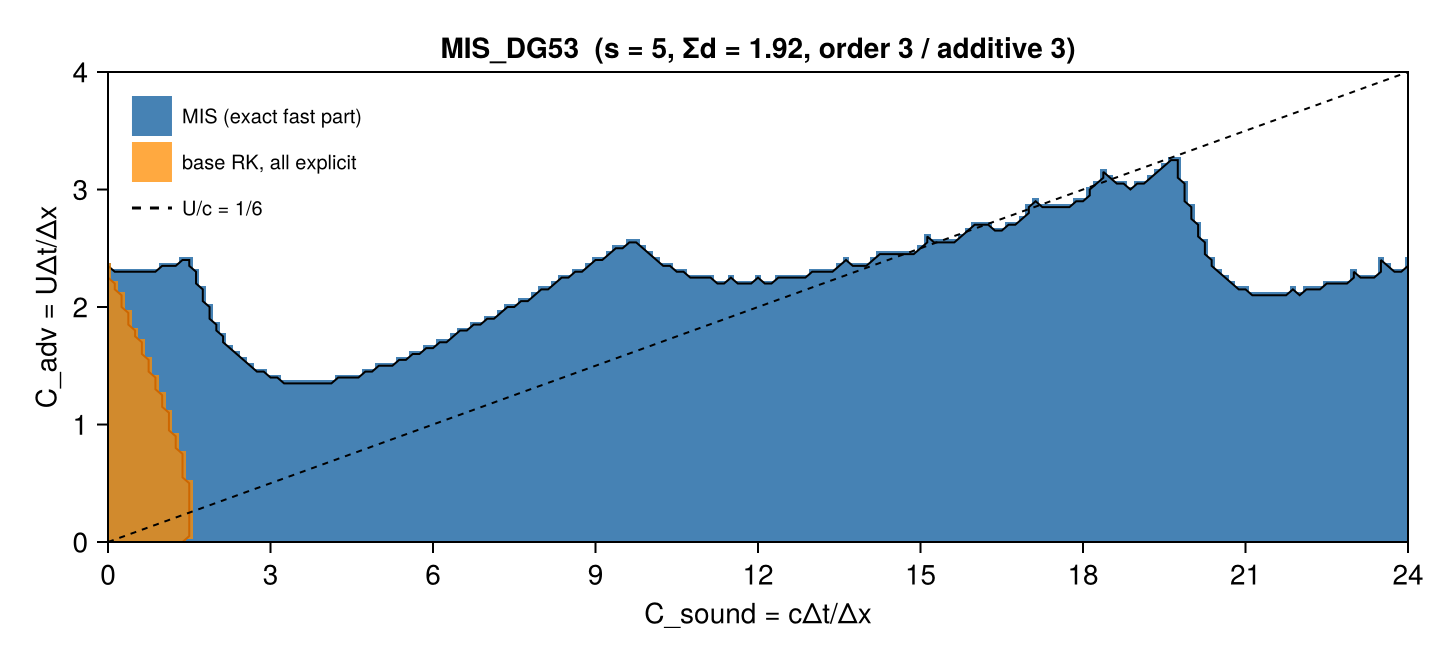 MIS_DG53 (s = 5, Σd = 1.92, order 3 / additive 3)
MIS (exact fast part)
base RK, all explicit
U/c = 1/6
C_adv = UΔt/Δx
4
3
2
1
0
0 3 6 9 12 15 18 21 24
C_sound = cΔt/Δx